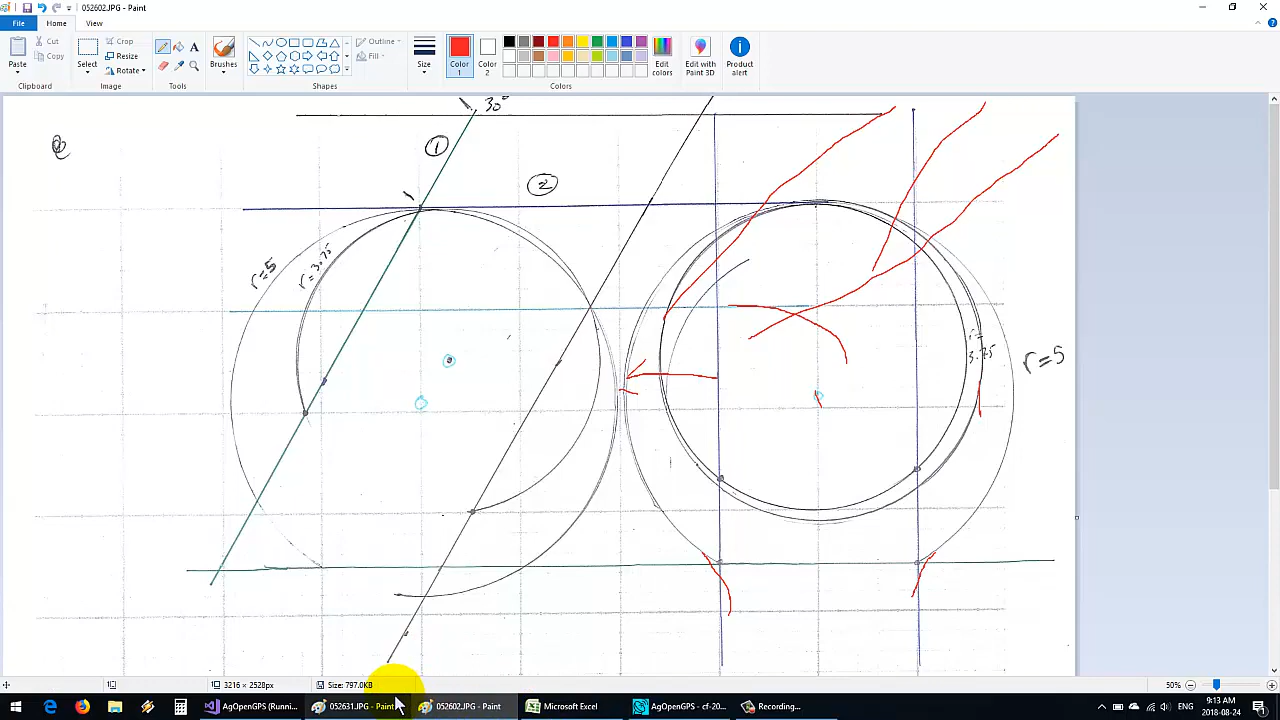 052602.JPG - Paint
File Home View
Paste Cut Copy Clipboard
Select Crop Resize Rotate Image
Tools
Brushes
Outline Fill Shapes
Size
Color 1 Color 2 Colors
Edit colors
Edit with Paint 3D
Product alert
30°
1
2
1
r=5
r=3.75
r=
3.75
r=5
3216 × 2528px
Size: 797.0KB
50%
AgOpenGPS (Runni...
052631.JPG - Paint
052602.JPG - Paint
Microsoft Excel
AgOpenGPS - cf-20...
Recording...
9:13 AM
2018-08-24